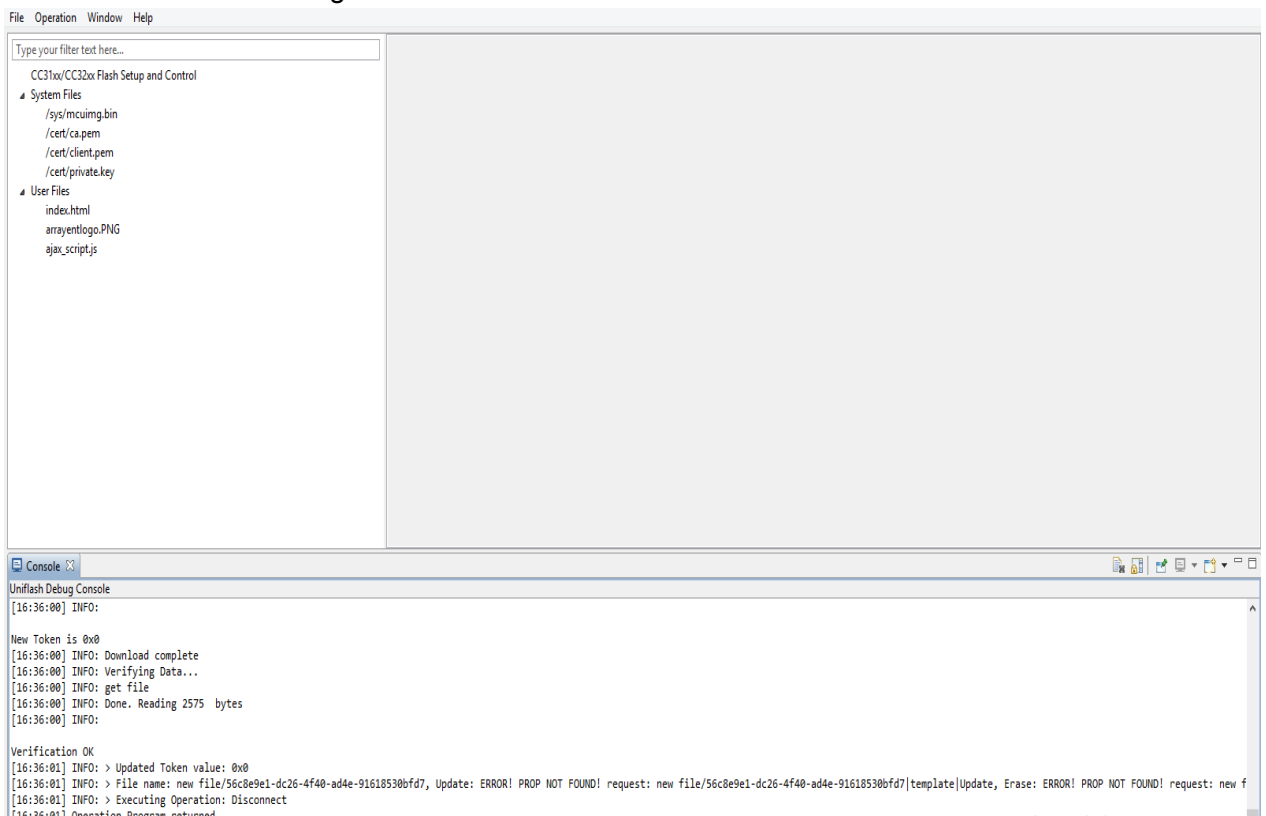 File Operation Window Help
Type your filter text here...
CC31xx/CC32xx Flash Setup and Control
System Files
/sys/mcuimg.bin
/cert/ca.pem
/cert/client.pem
/cert/private.key
User Files
index.html
arrayentlogo.PNG
ajax_script.js
Console
Uniflash Debug Console
[16:36:00] INFO:
New Token is 0x0
[16:36:00] INFO: Download complete
[16:36:00] INFO: Verifying Data...
[16:36:00] INFO: get file
[16:36:00] INFO: Done. Reading 2575 bytes
[16:36:00] INFO:
Verification OK
[16:36:01] INFO: > Updated Token value: 0x0
[16:36:01] INFO: > File name: new file/56c8e9e1-dc26-4f40-ad4e-91618530bfd7, Update: ERROR! PROP NOT FOUND! request: new file/56c8e9e1-dc26-4f40-ad4e-91618530bfd7|template|Update, Erase: ERROR! PROP NOT FOUND! request: new f
[16:36:01] INFO: > Executing Operation: Disconnect
[16:36:01] Operation Program returned